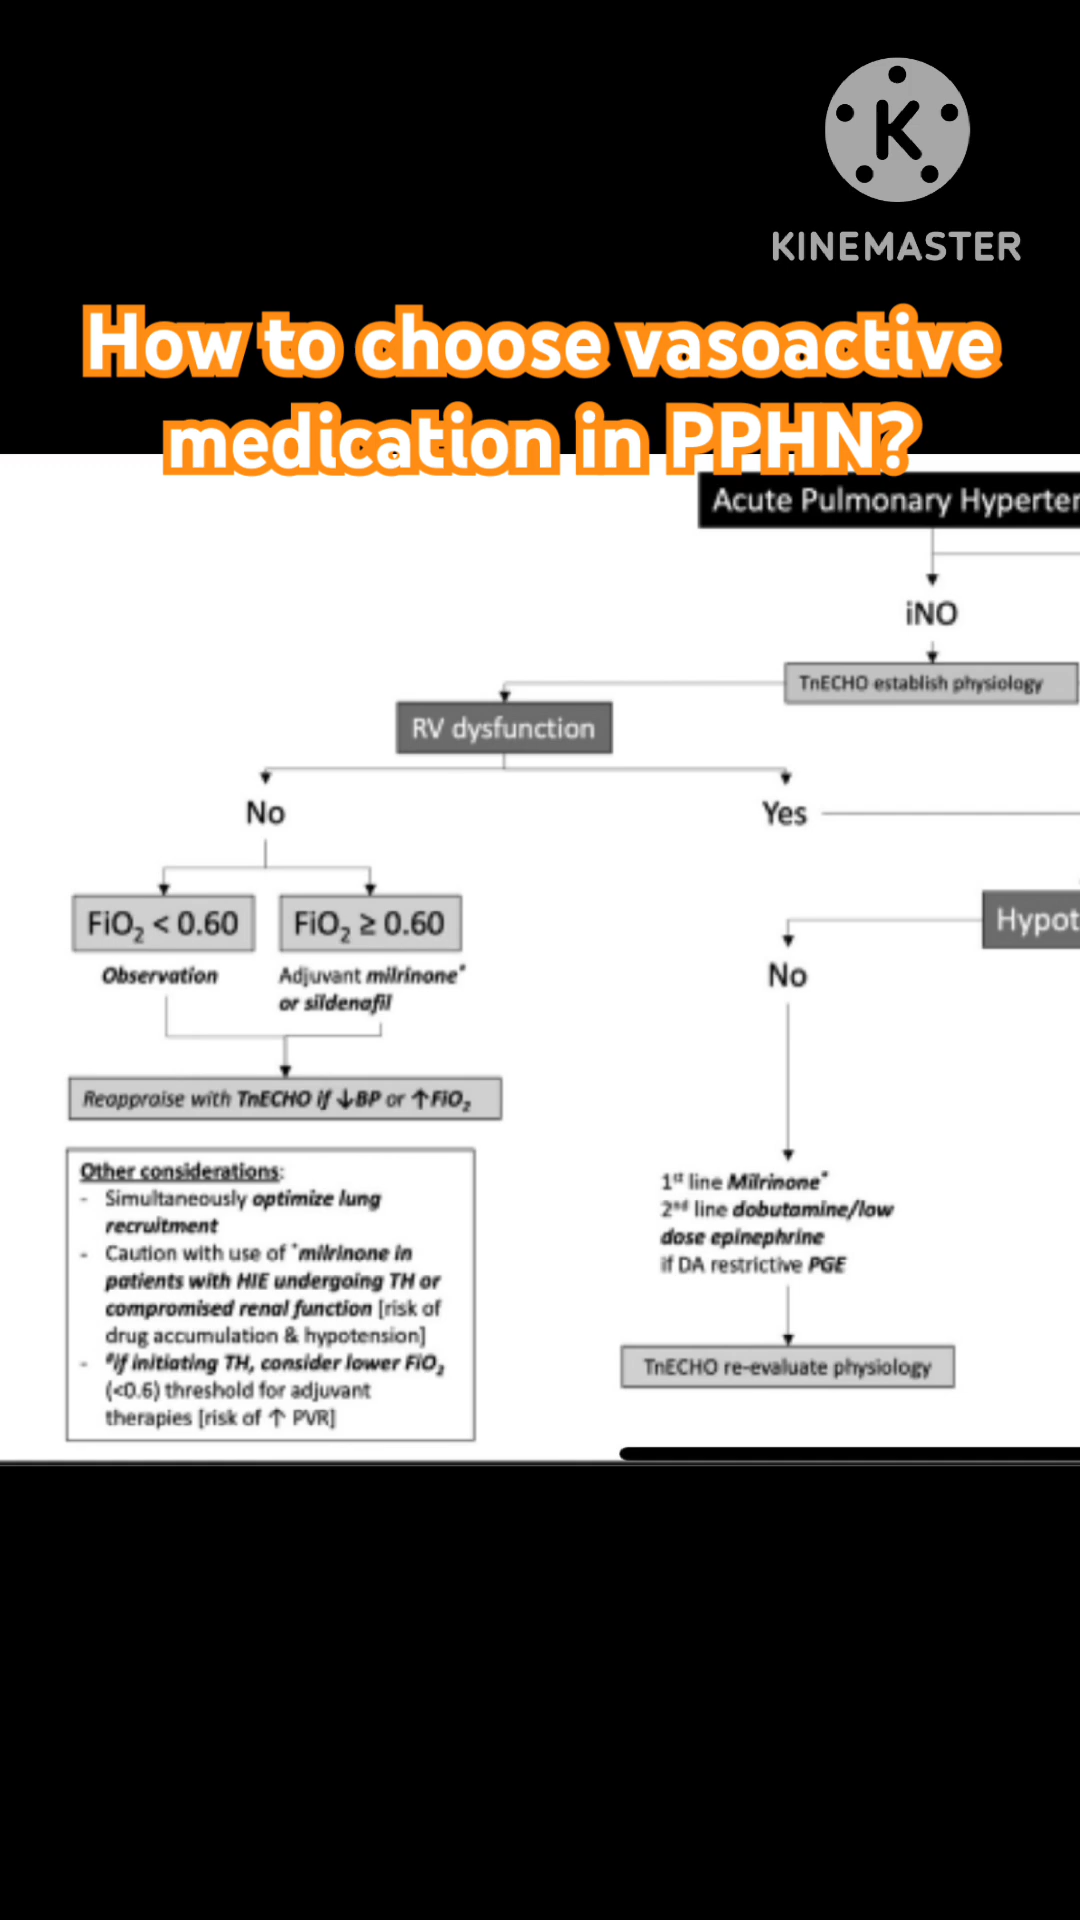 K
KINEMASTER
How to choose vasoactive
medication in PPHN?
Acute Pulmonary Hyperten
iNO
TnECHO establish physiology
RV dysfunction
No
Yes
FiO₂ < 0.60
FiO₂ ≥ 0.60
Hypot
Observation
Adjuvant milrinone*
or sildenafil
No
Reappraise with TnECHO if ↓BP or ↑FiO₂
Other considerations:
- Simultaneously optimize lung
recruitment
- Caution with use of *milrinone in
patients with HIE undergoing TH or
compromised renal function [risk of
drug accumulation & hypotension]
- #if initiating TH, consider lower FiO₂
(<0.6) threshold for adjuvant
therapies [risk of ↑ PVR]
1st line Milrinone*
2nd line dobutamine/low
dose epinephrine
if DA restrictive PGE
TnECHO re-evaluate physiology